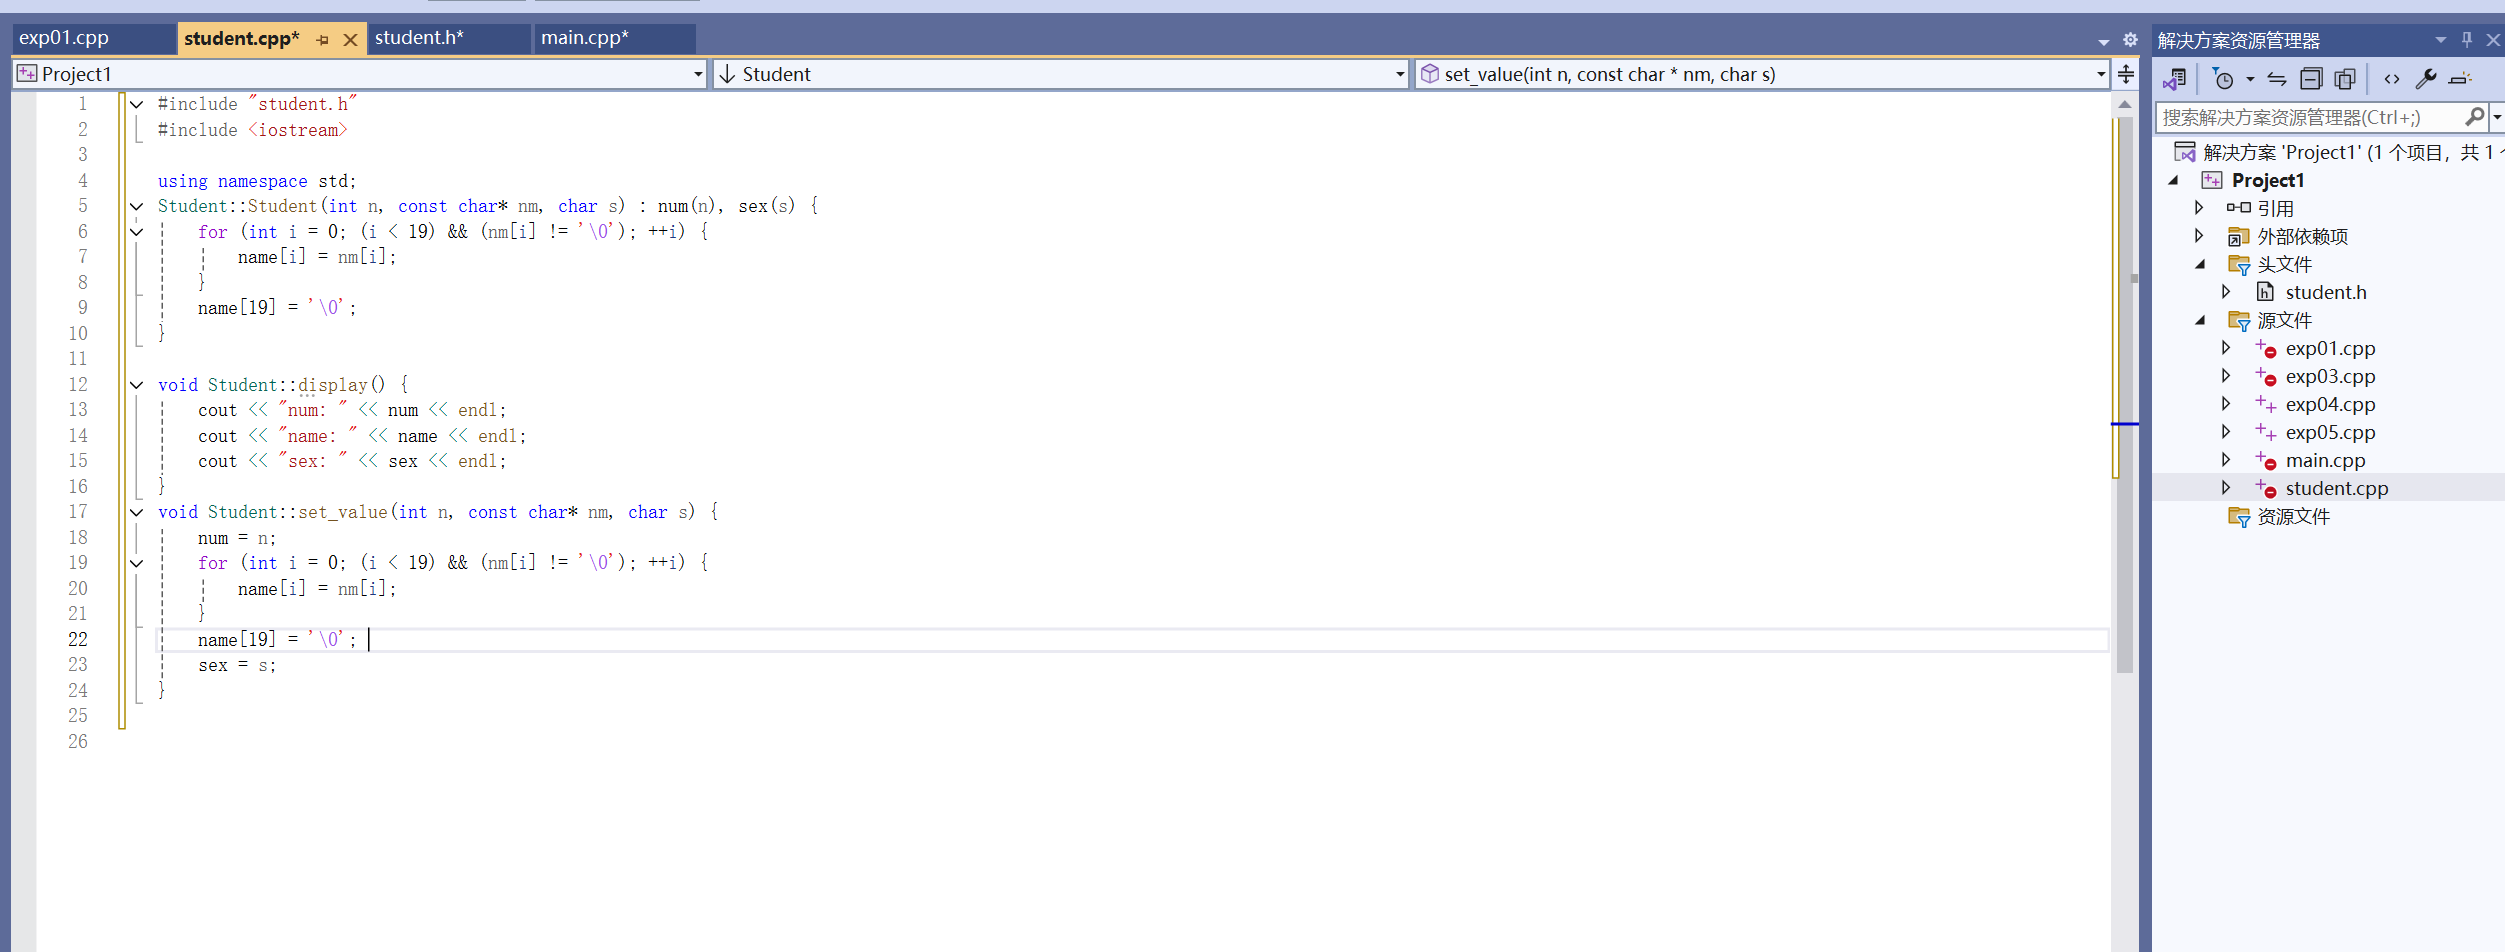 exp01.cpp
student.cpp*
student.h*
main.cpp*
Project1
Student
set_value(int n, const char * nm, char s)
1 #include "student.h"
2 #include <iostream>
3
4 using namespace std;
5 Student::Student(int n, const char* nm, char s) : num(n), sex(s) {
6     for (int i = 0; (i < 19) && (nm[i] != '\0'); ++i) {
7         name[i] = nm[i];
8     }
9     name[19] = '\0';
10 }
11
12 void Student::display() {
13     cout << "num: " << num << endl;
14     cout << "name: " << name << endl;
15     cout << "sex: " << sex << endl;
16 }
17 void Student::set_value(int n, const char* nm, char s) {
18     num = n;
19     for (int i = 0; (i < 19) && (nm[i] != '\0'); ++i) {
20         name[i] = nm[i];
21     }
22     name[19] = '\0';
23     sex = s;
24 }
25
26
解决方案资源管理器
搜索解决方案资源管理器(Ctrl+;)
解决方案 'Project1' (1 个项目，共 1
Project1
引用
外部依赖项
头文件
student.h
源文件
exp01.cpp
exp03.cpp
exp04.cpp
exp05.cpp
main.cpp
student.cpp
资源文件